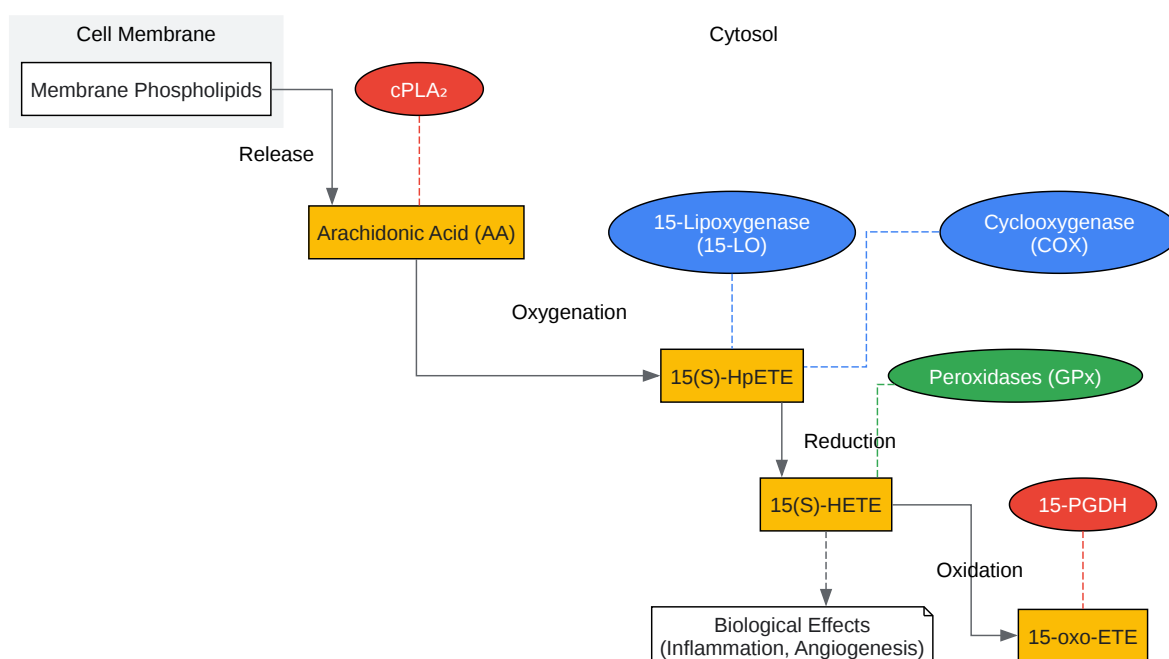 Cell Membrane
Cytosol
Membrane Phospholipids
cPLA₂
Release
Arachidonic Acid (AA)
15-Lipoxygenase
(15-LO)
Cyclooxygenase
(COX)
Oxygenation
15(S)-HpETE
Peroxidases (GPx)
Reduction
15(S)-HETE
15-PGDH
Oxidation
Biological Effects
(Inflammation, Angiogenesis)
15-oxo-ETE